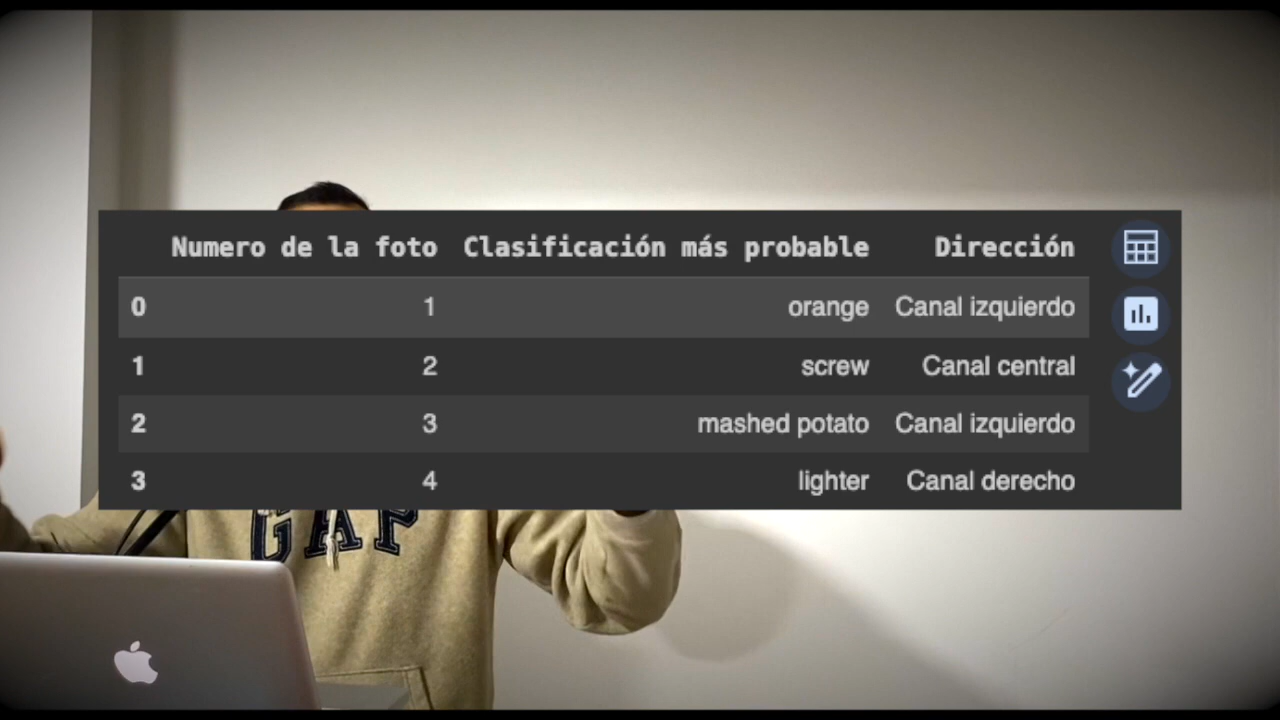 Numero de la foto Clasificación más probable Dirección
0 1 orange Canal izquierdo
1 2 screw Canal central
2 3 mashed potato Canal izquierdo
3 4 lighter Canal derecho
GAP